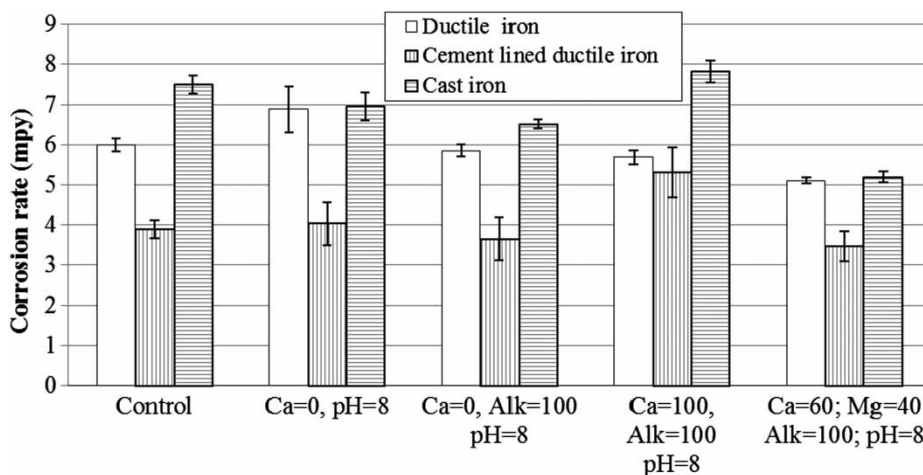 Corrosion rate (mpy)
9
8
7
6
5
4
3
2
1
0
Ductile iron
Cement lined ductile iron
Cast iron
Control
Ca=0, pH=8
Ca=0, Alk=100
pH=8
Ca=100,
Alk=100
pH=8
Ca=60; Mg=40
Alk=100; pH=8